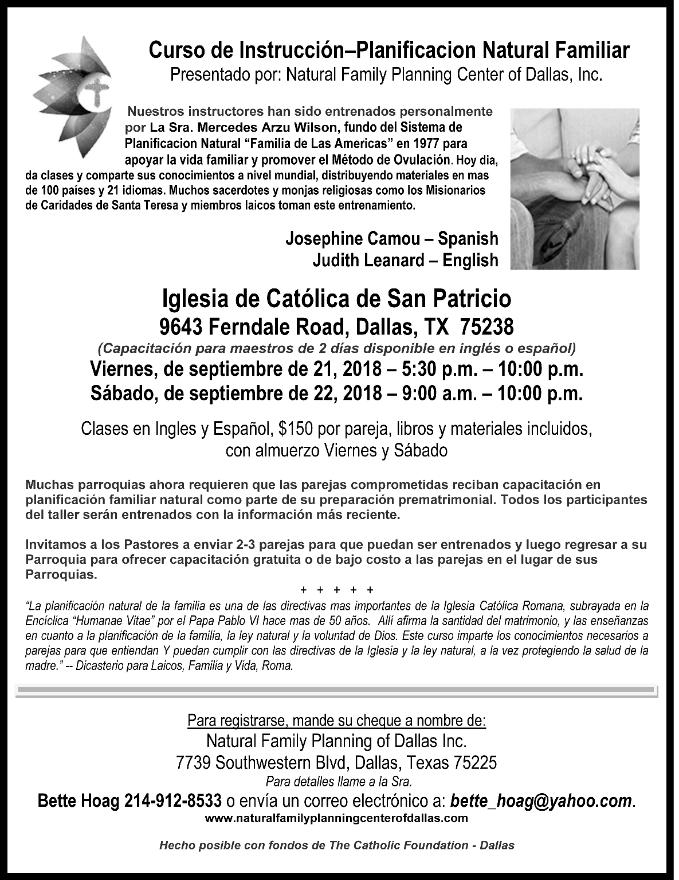 Curso de Instrucción–Planificacion Natural Familiar
Presentado por: Natural Family Planning Center of Dallas, Inc.
Nuestros instructores han sido entrenados personalmente
por La Sra. Mercedes Arzu Wilson, fundo del Sistema de
Planificacion Natural “Familia de Las Americas” en 1977 para
apoyar la vida familiar y promover el Método de Ovulación. Hoy dia,
da clases y comparte sus conocimientos a nivel mundial, distribuyendo materiales en mas
de 100 países y 21 idiomas. Muchos sacerdotes y monjas religiosas como los Misionarios
de Caridades de Santa Teresa y miembros laicos toman este entrenamiento.
Josephine Camou – Spanish
Judith Leanard – English
Iglesia de Católica de San Patricio
9643 Ferndale Road, Dallas, TX 75238
(Capacitación para maestros de 2 días disponible en inglés o español)
Viernes, de septiembre de 21, 2018 – 5:30 p.m. – 10:00 p.m.
Sábado, de septiembre de 22, 2018 – 9:00 a.m. – 10:00 p.m.
Clases en Ingles y Español, $150 por pareja, libros y materiales incluidos,
con almuerzo Viernes y Sábado
Muchas parroquias ahora requieren que las parejas comprometidas reciban capacitación en
planificación familiar natural como parte de su preparación prematrimonial. Todos los participantes
del taller serán entrenados con la información más reciente.
Invitamos a los Pastores a enviar 2-3 parejas para que puedan ser entrenados y luego regresar a su
Parroquia para ofrecer capacitación gratuita o de bajo costo a las parejas en el lugar de sus
Parroquias.
+ + + + +
“La planificación natural de la familia es una de las directivas mas importantes de la Iglesia Católica Romana, subrayada en la
Encíclica “Humanae Vitae” por el Papa Pablo VI hace mas de 50 años. Allí afirma la santidad del matrimonio, y las enseñanzas
en cuanto a la planificación de la familia, la ley natural y la voluntad de Dios. Este curso imparte los conocimientos necesarios a
parejas para que entiendan Y puedan cumplir con las directivas de la Iglesia y la ley natural, a la vez protegiendo la salud de la
madre.” -- Dicasterio para Laicos, Familia y Vida, Roma.
Para registrarse, mande su cheque a nombre de:
Natural Family Planning of Dallas Inc.
7739 Southwestern Blvd, Dallas, Texas 75225
Para detalles llame a la Sra.
Bette Hoag 214-912-8533 o envía un correo electrónico a: bette_hoag@yahoo.com.
www.naturalfamilyplanningcenterofdallas.com
Hecho posible con fondos de The Catholic Foundation - Dallas